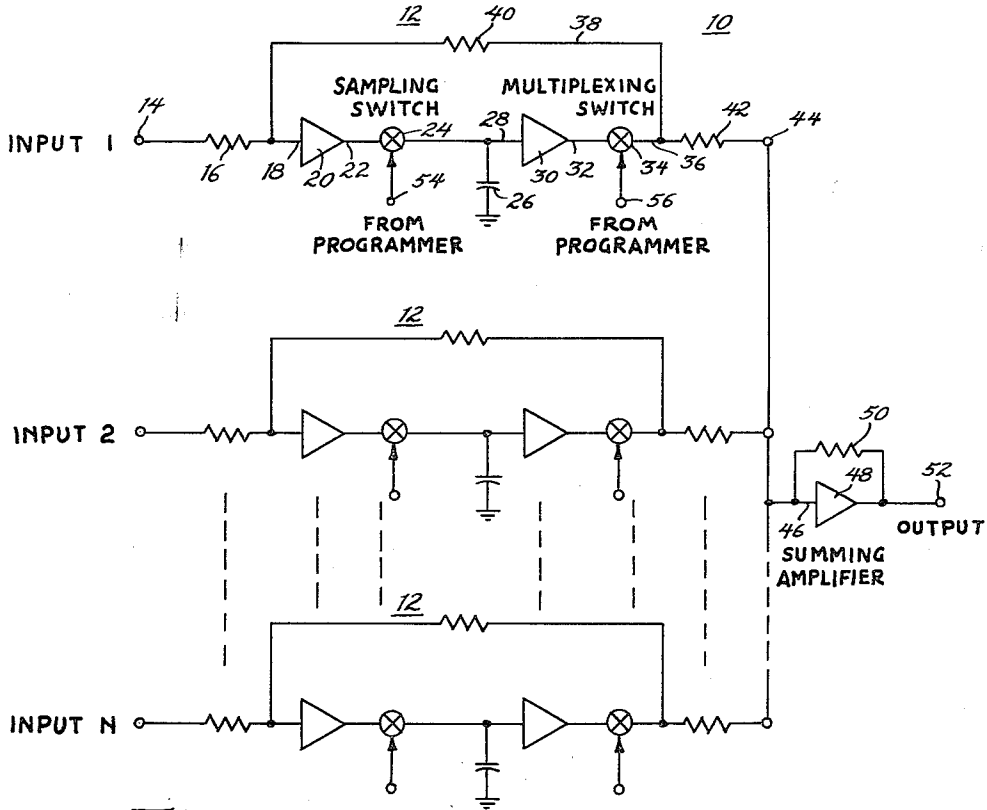 12
40
38
10
SAMPLING
SWITCH
MULTIPLEXING
SWITCH
14
INPUT 1
16
18
20
22
24
28
30
32
34
36
42
44
26
54
FROM
PROGRAMMER
56
FROM
PROGRAMMER
12
INPUT 2
50
48
52
46
OUTPUT
SUMMING
AMPLIFIER
12
INPUT N